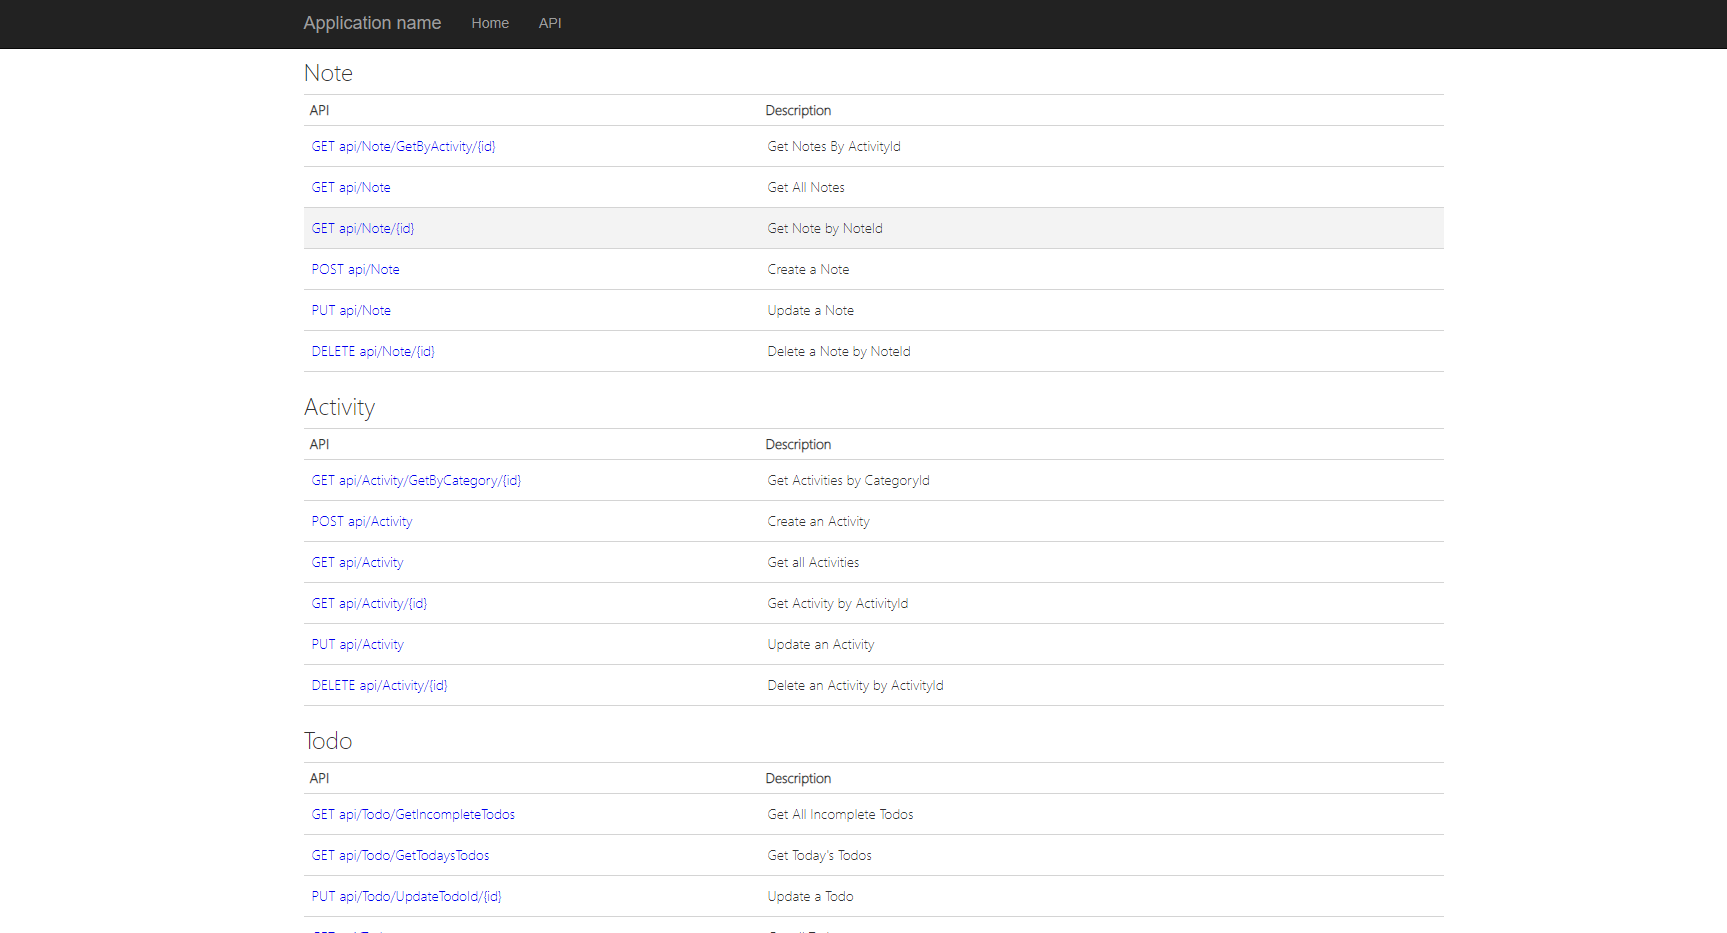 Application name Home API
Note
API Description
GET api/Note/GetByActivity/{id} Get Notes By ActivityId
GET api/Note Get All Notes
GET api/Note/{id} Get Note by NoteId
POST api/Note Create a Note
PUT api/Note Update a Note
DELETE api/Note/{id} Delete a Note by NoteId
Activity
API Description
GET api/Activity/GetByCategory/{id} Get Activities by CategoryId
POST api/Activity Create an Activity
GET api/Activity Get all Activities
GET api/Activity/{id} Get Activity by ActivityId
PUT api/Activity Update an Activity
DELETE api/Activity/{id} Delete an Activity by ActivityId
Todo
API Description
GET api/Todo/GetIncompleteTodos Get All Incomplete Todos
GET api/Todo/GetTodaysTodos Get Today's Todos
PUT api/Todo/UpdateTodoId/{id} Update a Todo